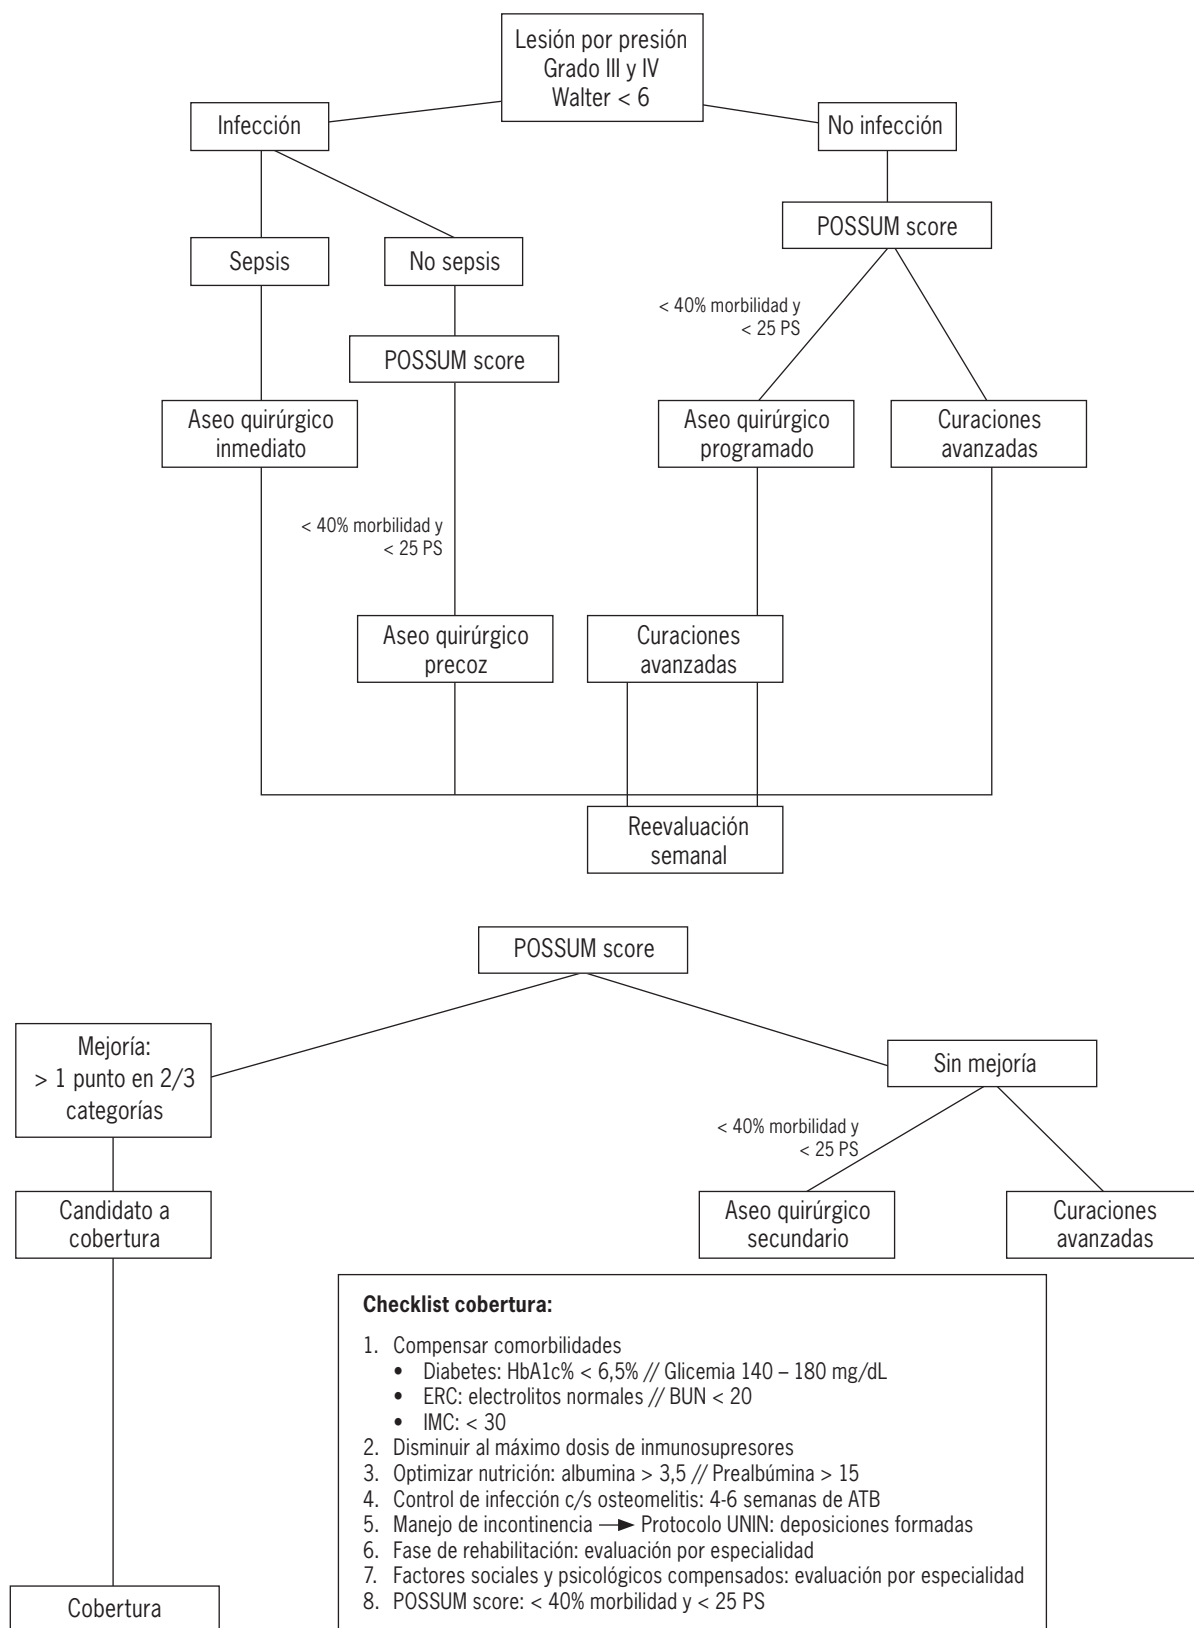 Lesión por presión
Grado III y IV
Walter < 6
Infección
No infección
POSSUM score
Sepsis
No sepsis
< 40% morbilidad y
< 25 PS
POSSUM score
Aseo quirúrgico
inmediato
Aseo quirúrgico
programado
Curaciones
avanzadas
< 40% morbilidad y
< 25 PS
Aseo quirúrgico
precoz
Curaciones
avanzadas
Reevaluación
semanal
POSSUM score
Mejoría:
> 1 punto en 2/3
categorías
Sin mejoría
< 40% morbilidad y
< 25 PS
Candidato a
cobertura
Aseo quirúrgico
secundario
Curaciones
avanzadas
Checklist cobertura:
1. Compensar comorbilidades
• Diabetes: HbA1c% < 6,5% // Glicemia 140 – 180 mg/dL
• ERC: electrolitos normales // BUN < 20
• IMC: < 30
2. Disminuir al máximo dosis de inmunosupresores
3. Optimizar nutrición: albumina > 3,5 // Prealbúmina > 15
4. Control de infección c/s osteomelitis: 4-6 semanas de ATB
5. Manejo de incontinencia → Protocolo UNIN: deposiciones formadas
6. Fase de rehabilitación: evaluación por especialidad
7. Factores sociales y psicológicos compensados: evaluación por especialidad
8. POSSUM score: < 40% morbilidad y < 25 PS
Cobertura